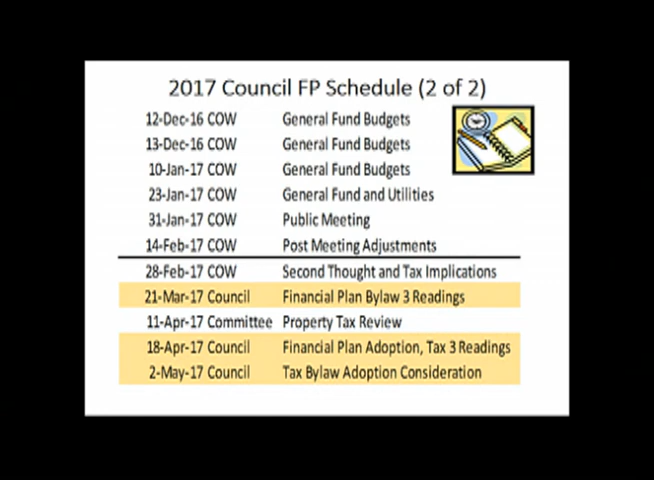 2017 Council FP Schedule (2 of 2)
12-Dec-16 COW General Fund Budgets
13-Dec-16 COW General Fund Budgets
10-Jan-17 COW General Fund Budgets
23-Jan-17 COW General Fund and Utilities
31-Jan-17 COW Public Meeting
14-Feb-17 COW Post Meeting Adjustments
28-Feb-17 COW Second Thought and Tax Implications
21-Mar-17 Council Financial Plan Bylaw 3 Readings
11-Apr-17 Committee Property Tax Review
18-Apr-17 Council Financial Plan Adoption, Tax 3 Readings
2-May-17 Council Tax Bylaw Adoption Consideration